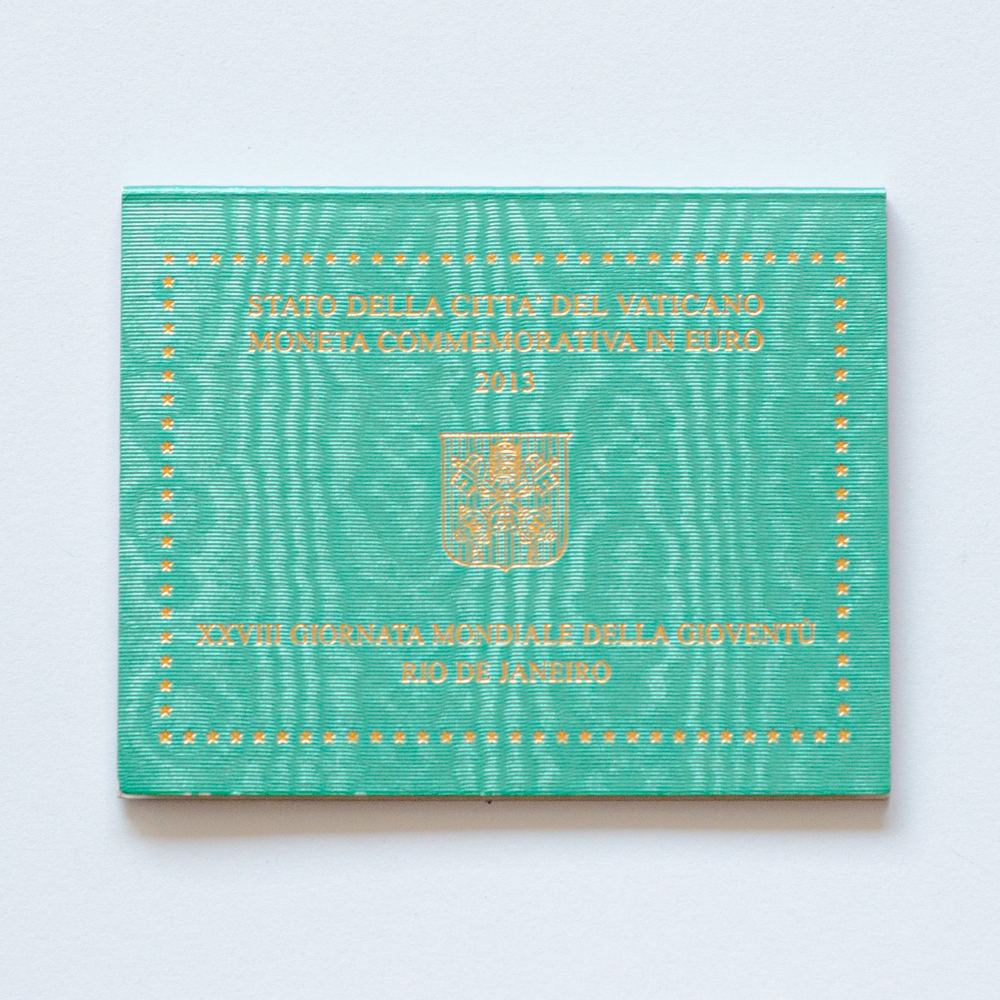 STATO DELLA CITTA' DEL VATICANO
MONETA COMMEMORATIVA IN EURO
2013
XXVIII GIORNATA MONDIALE DELLA GIOVENTÙ
RIO DE JANEIRO